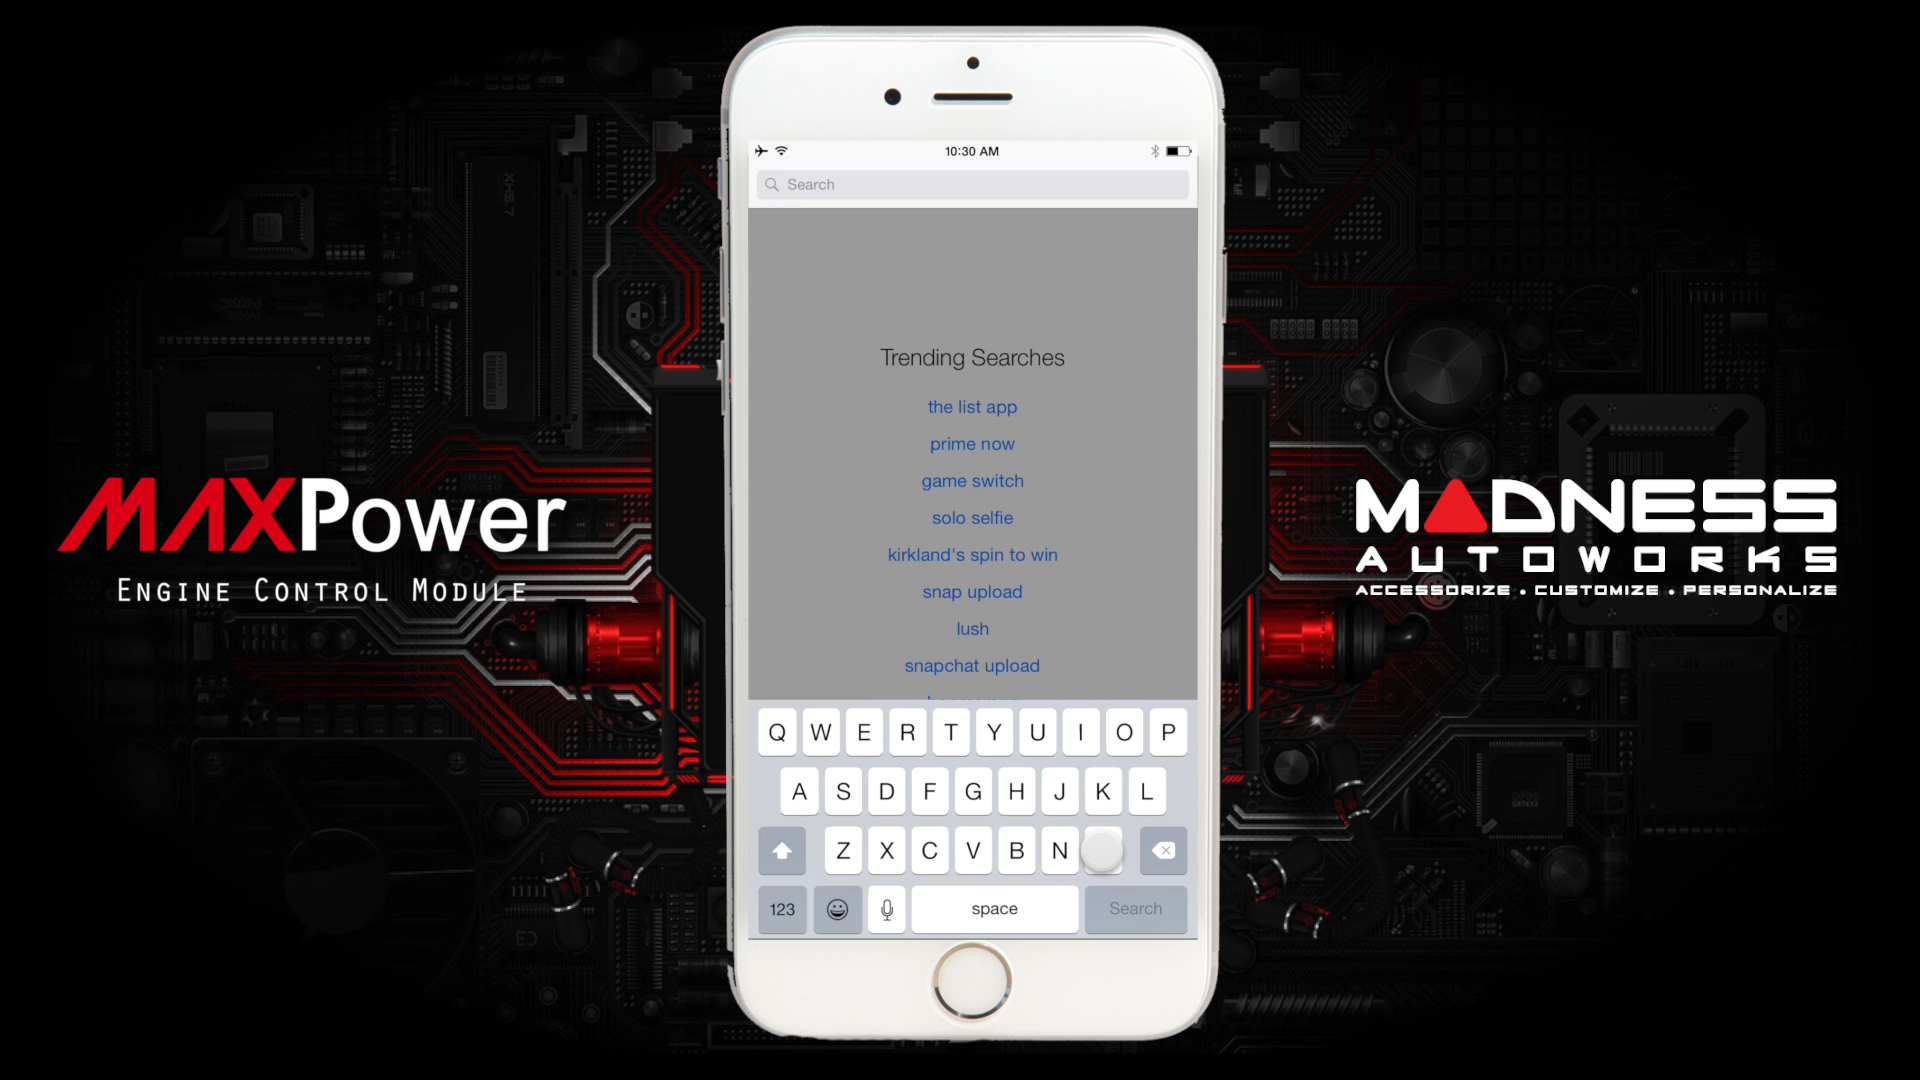 10:30 AM
Search
Trending Searches
the list app
prime now
game switch
solo selfie
kirkland's spin to win
snap upload
lush
snapchat upload
Q W E R T Y U I O P
A S D F G H J K L
Z X C V B N
123 space Search
MAXPower
ENGINE CONTROL MODULE
MADNESS
AUTOWORKS
ACCESSORIZE • CUSTOMIZE • PERSONALIZE